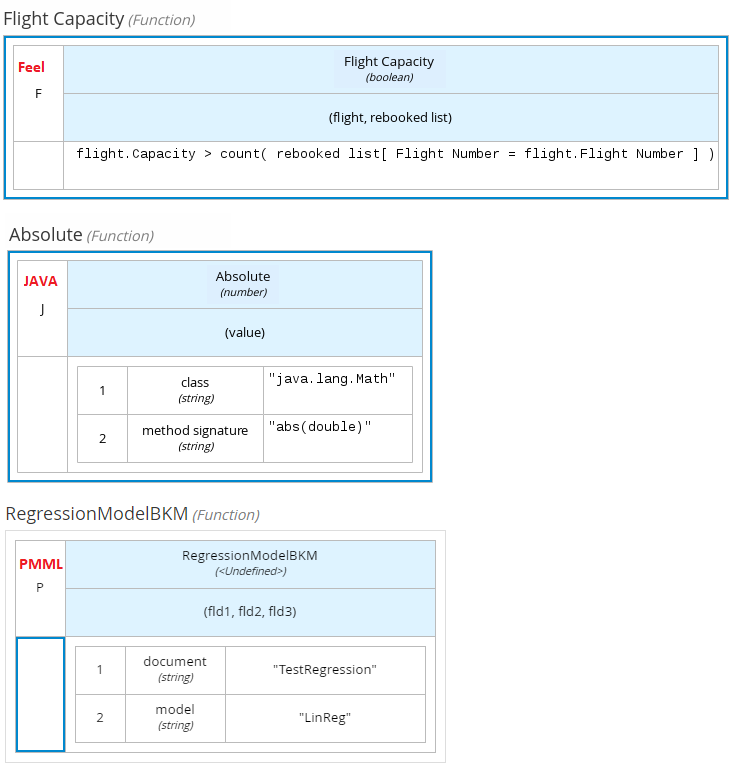 Flight Capacity (Function)
Feel
F
Flight Capacity
(boolean)
(flight, rebooked list)
flight.Capacity > count( rebooked list[ Flight Number = flight.Flight Number ] )
Absolute (Function)
JAVA
J
Absolute
(number)
(value)
1 class (string) "java.lang.Math"
2 method signature (string) "abs(double)"
RegressionModelBKM (Function)
PMML
P
RegressionModelBKM
(<Undefined>)
(fld1, fld2, fld3)
1 document (string) "TestRegression"
2 model (string) "LinReg"